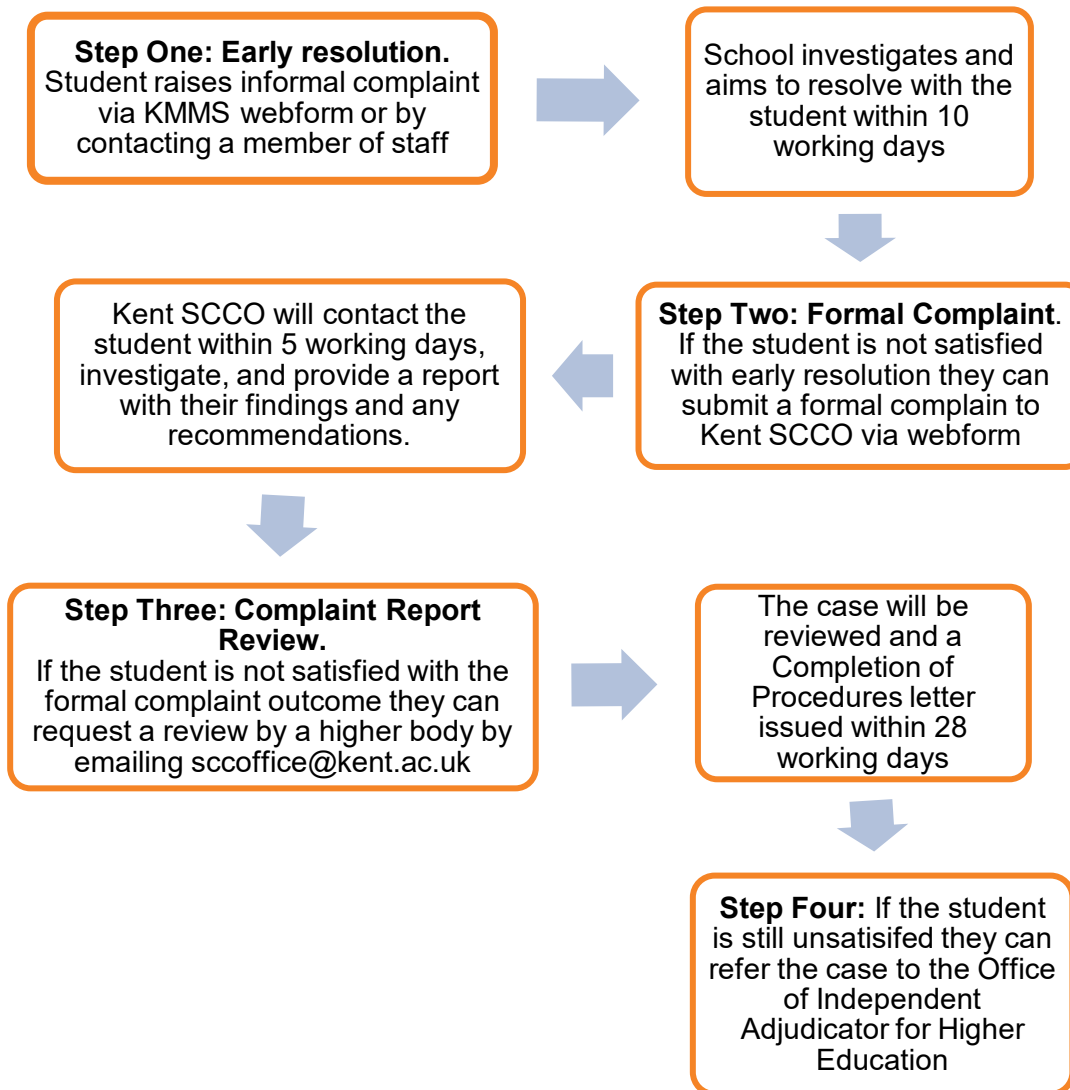 Step One: Early resolution.
Student raises informal complaint
via KMMS webform or by
contacting a member of staff
School investigates and
aims to resolve with the
student within 10
working days
Step Two: Formal Complaint.
If the student is not satisfied
with early resolution they can
submit a formal complain to
Kent SCCO via webform
Kent SCCO will contact the
student within 5 working days,
investigate, and provide a report
with their findings and any
recommendations.
Step Three: Complaint Report
Review.
If the student is not satisfied with the
formal complaint outcome they can
request a review by a higher body by
emailing sccoffice@kent.ac.uk
The case will be
reviewed and a
Completion of
Procedures letter
issued within 28
working days
Step Four: If the student
is still unsatisifed they can
refer the case to the Office
of Independent
Adjudicator for Higher
Education